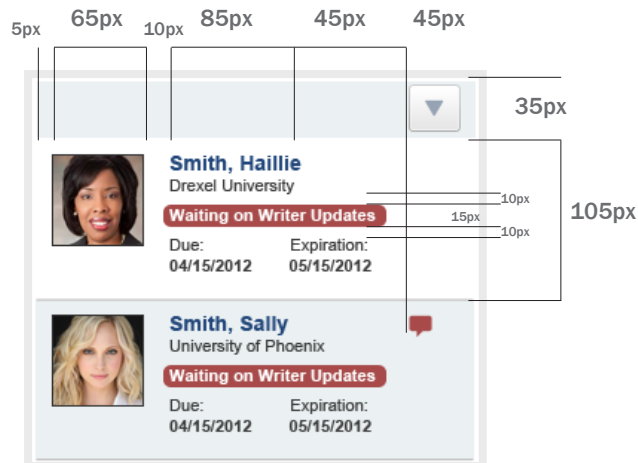 5px 65px 10px 85px 45px 45px
35px
Smith, Haillie
Drexel University
10px
Waiting on Writer Updates 15px
10px
105px
Due: Expiration:
04/15/2012 05/15/2012
Smith, Sally
University of Phoenix
Waiting on Writer Updates
Due: Expiration:
04/15/2012 05/15/2012